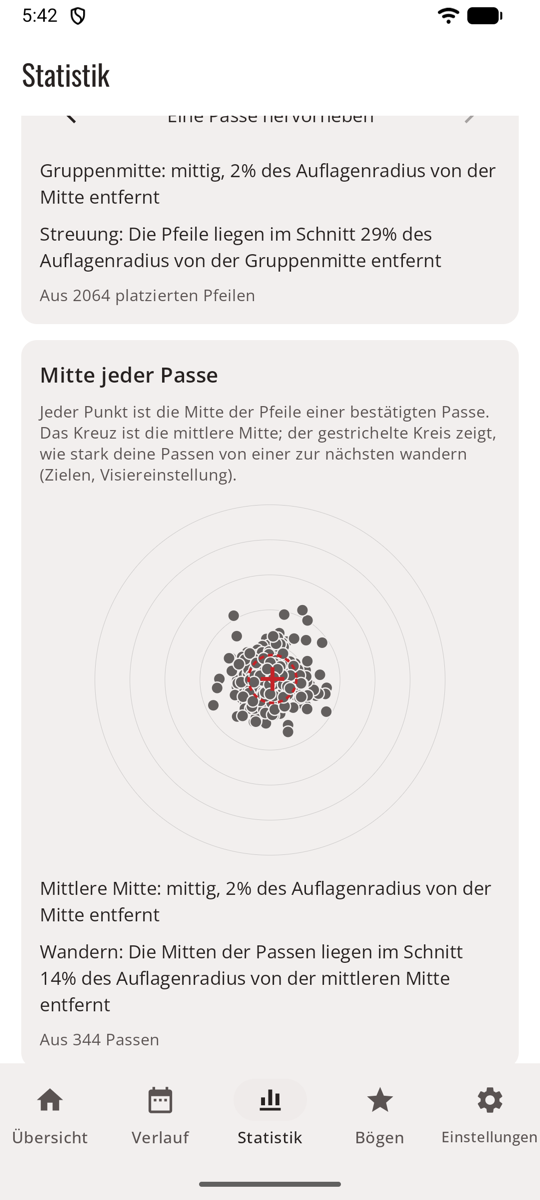 5:42
Statistik
Eine Passe hervorheben
Gruppenmitte: mittig, 2% des Auflagenradius von der
Mitte entfernt
Streuung: Die Pfeile liegen im Schnitt 29% des
Auflagenradius von der Gruppenmitte entfernt
Aus 2064 platzierten Pfeilen
Mitte jeder Passe
Jeder Punkt ist die Mitte der Pfeile einer bestätigten Passe.
Das Kreuz ist die mittlere Mitte; der gestrichelte Kreis zeigt,
wie stark deine Passen von einer zur nächsten wandern
(Zielen, Visiereinstellung).
Mittlere Mitte: mittig, 2% des Auflagenradius von der
Mitte entfernt
Wandern: Die Mitten der Passen liegen im Schnitt
14% des Auflagenradius von der mittleren Mitte
entfernt
Aus 344 Passen
Übersicht
Verlauf
Statistik
Bögen
Einstellungen